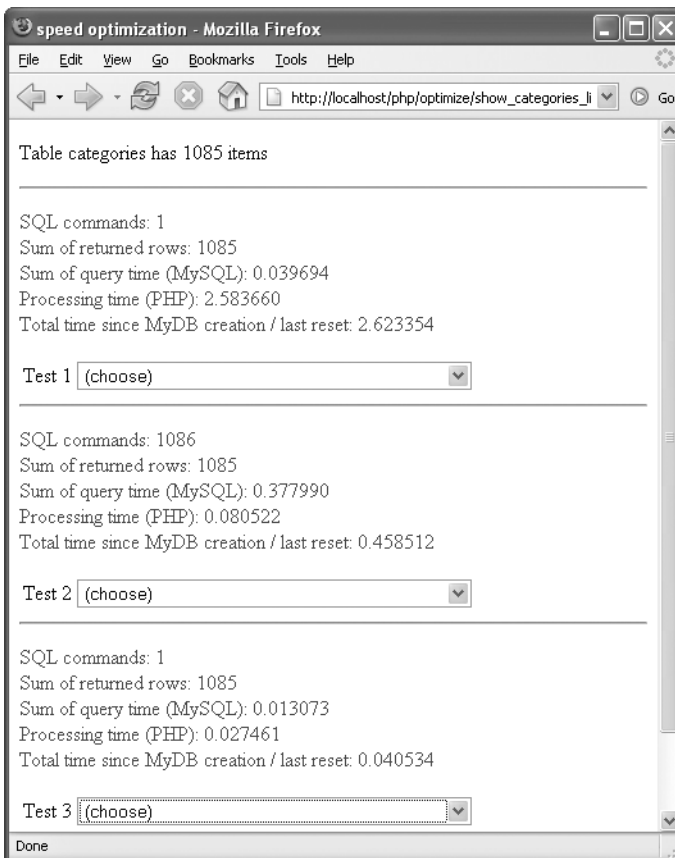 speed optimization - Mozilla Firefox
File Edit View Go Bookmarks Tools Help
http://localhost/php/optimize/show_categories_li Go
Table categories has 1085 items
SQL commands: 1
Sum of returned rows: 1085
Sum of query time (MySQL): 0.039694
Processing time (PHP): 2.583660
Total time since MyDB creation / last reset: 2.623354
Test 1 (choose)
SQL commands: 1086
Sum of returned rows: 1085
Sum of query time (MySQL): 0.377990
Processing time (PHP): 0.080522
Total time since MyDB creation / last reset: 0.458512
Test 2 (choose)
SQL commands: 1
Sum of returned rows: 1085
Sum of query time (MySQL): 0.013073
Processing time (PHP): 0.027461
Total time since MyDB creation / last reset: 0.040534
Test 3 (choose)
Done